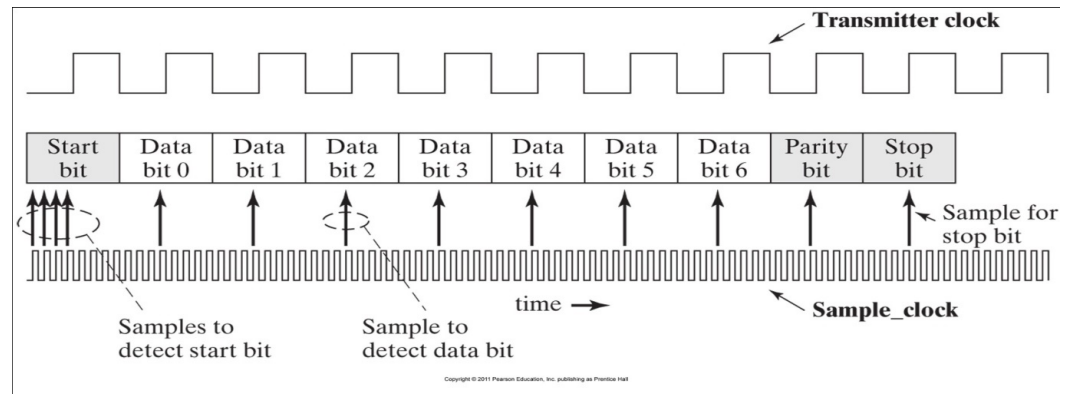 Transmitter clock
Start bit
Data bit 0
Data bit 1
Data bit 2
Data bit 3
Data bit 4
Data bit 5
Data bit 6
Parity bit
Stop bit
Sample for
stop bit
time
Sample_clock
Samples to
detect start bit
Sample to
detect data bit
Copyright © 2011 Pearson Education, Inc. publishing as Prentice Hall